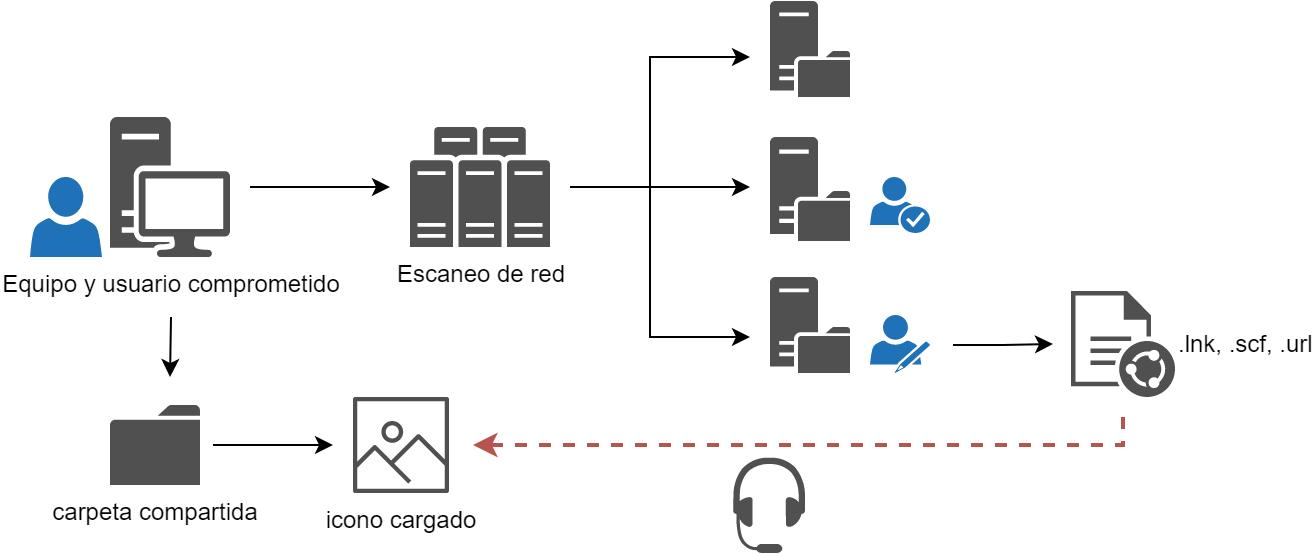 Equipo y usuario comprometido
Escaneo de red
.lnk, .scf, .url
carpeta compartida
icono cargado